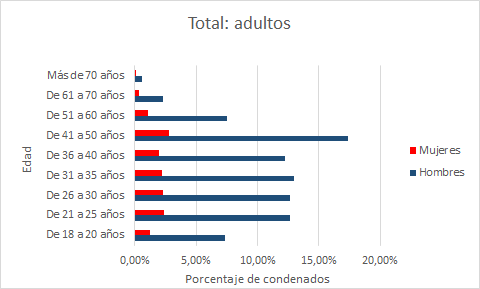 Total: adultos
Más de 70 años
De 61 a 70 años
De 51 a 60 años
De 41 a 50 años
De 36 a 40 años
De 31 a 35 años
De 26 a 30 años
De 21 a 25 años
De 18 a 20 años
Edad
Mujeres
Hombres
0,00% 5,00% 10,00% 15,00% 20,00%
Porcentaje de condenados